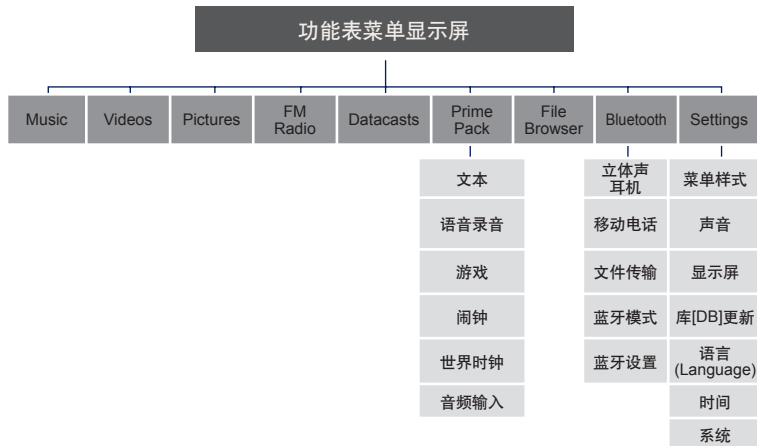 功能表菜单显示屏
Music
Videos
Pictures
FM
Radio
Datacasts
Prime
Pack
File
Browser
Bluetooth
Settings
文本
语音录音
游戏
闹钟
世界时钟
音频输入
立体声
耳机
移动电话
文件传输
蓝牙模式
蓝牙设置
菜单样式
声音
显示屏
库[DB]更新
语言
(Language)
时间
系统